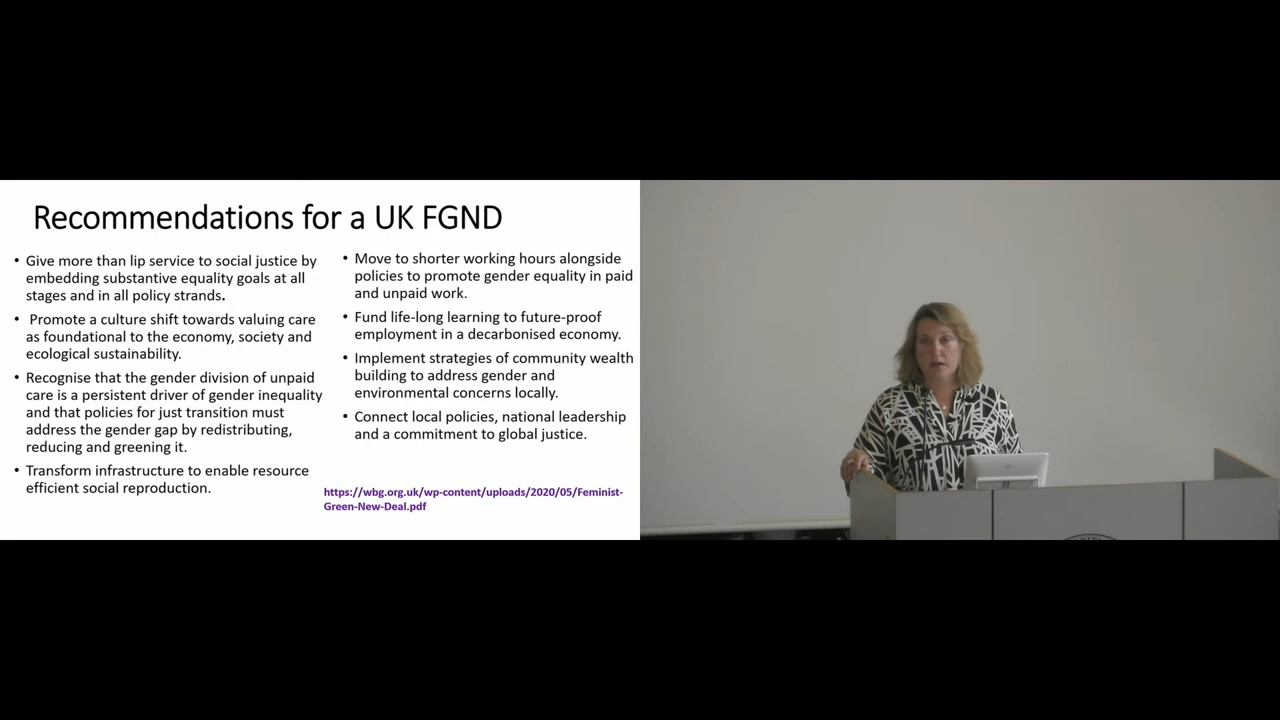 Recommendations for a UK FGND
• Give more than lip service to social justice by
embedding substantive equality goals at all
stages and in all policy strands.
• Promote a culture shift towards valuing care
as foundational to the economy, society and
ecological sustainability.
• Recognise that the gender division of unpaid
care is a persistent driver of gender inequality
and that policies for just transition must
address the gender gap by redistributing,
reducing and greening it.
• Transform infrastructure to enable resource
efficient social reproduction.
• Move to shorter working hours alongside
policies to promote gender equality in paid
and unpaid work.
• Fund life-long learning to future-proof
employment in a decarbonised economy.
• Implement strategies of community wealth
building to address gender and
environmental concerns locally.
• Connect local policies, national leadership
and a commitment to global justice.
https://wbg.org.uk/wp-content/uploads/2020/05/Feminist-
Green-New-Deal.pdf